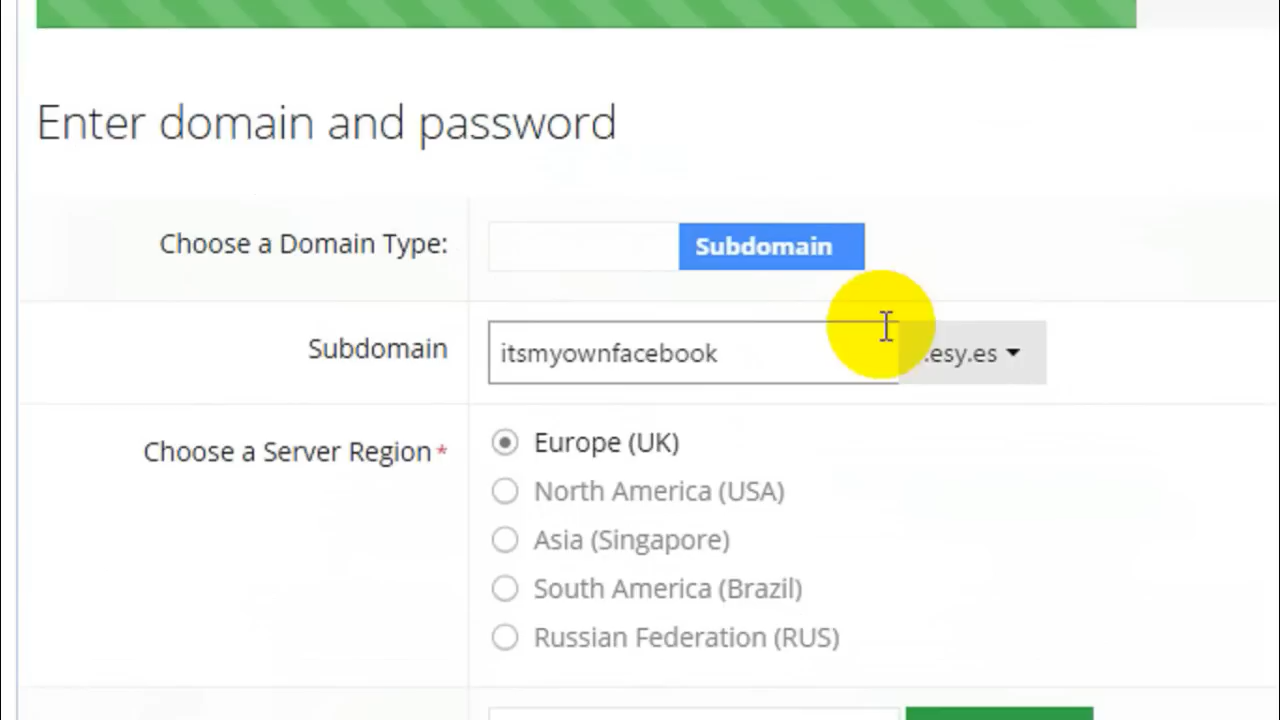 Enter domain and password
Choose a Domain Type:
Subdomain
Subdomain
itsmyownfacebook
.esy.es
Choose a Server Region *
Europe (UK)
North America (USA)
Asia (Singapore)
South America (Brazil)
Russian Federation (RUS)